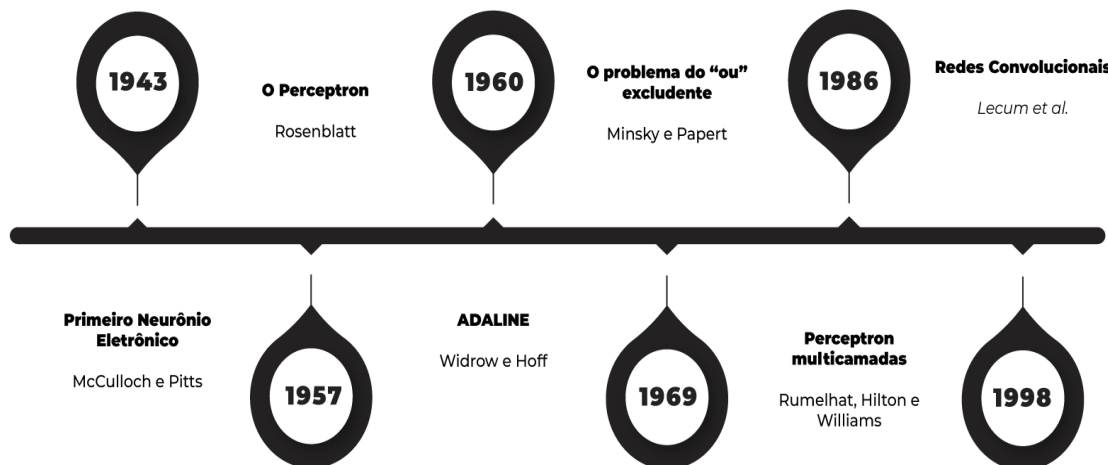 1943
Primeiro Neurônio
Eletrônico
McCulloch e Pitts
O Perceptron
Rosenblatt
1957
1960
ADALINE
Widrow e Hoff
O problema do “ou”
excludente
Minsky e Papert
1969
1986
Perceptron
multicamadas
Rumelhat, Hilton e
Williams
Redes Convolucionais
Lecum et al.
1998